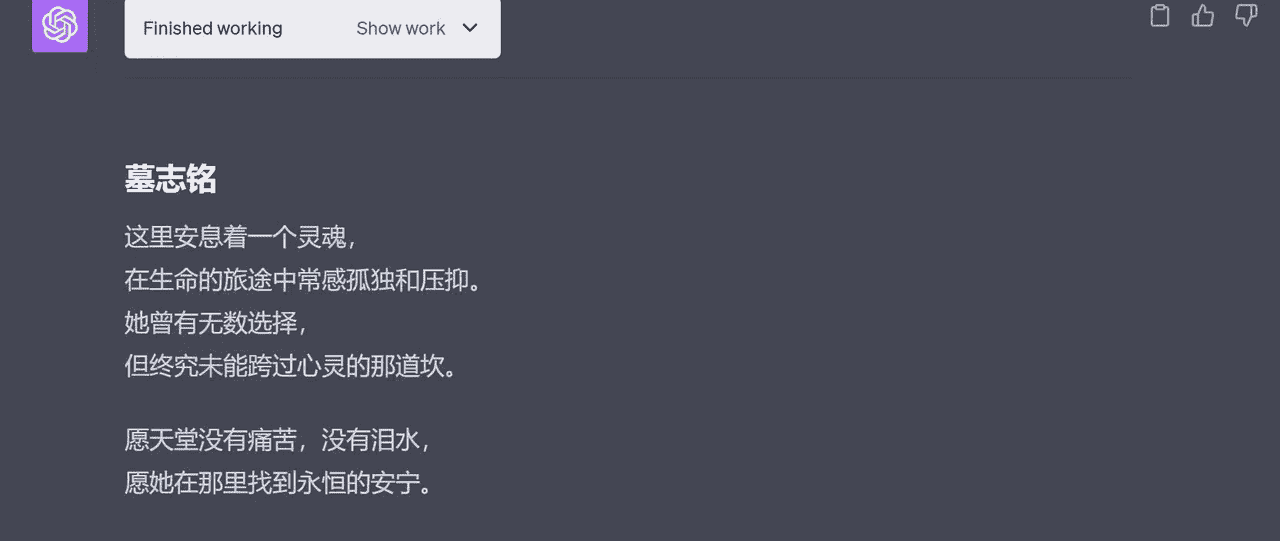 Finished working Show work
墓志铭
这里安息着一个灵魂，
在生命的旅途中常感孤独和压抑。
她曾有无数选择，
但终究未能跨过心灵的那道坎。
愿天堂没有痛苦，没有泪水，
愿她在那里找到永恒的安宁。